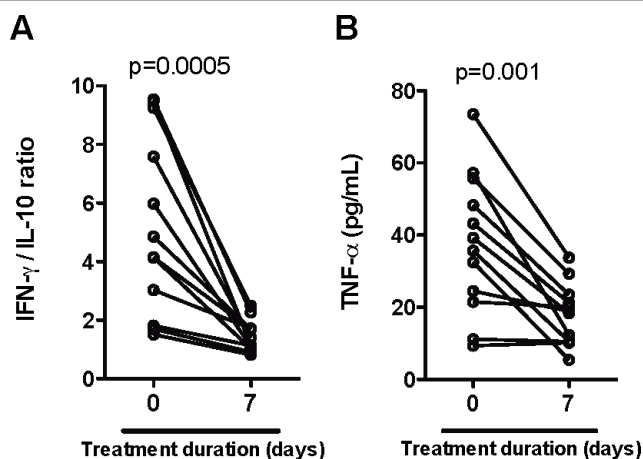 A
p=0.0005
IFN-γ / IL-10 ratio
10
8
6
4
2
0
0 7
Treatment duration (days)
B
p=0.001
TNF-α (pg/mL)
80
60
40
20
0
0 7
Treatment duration (days)